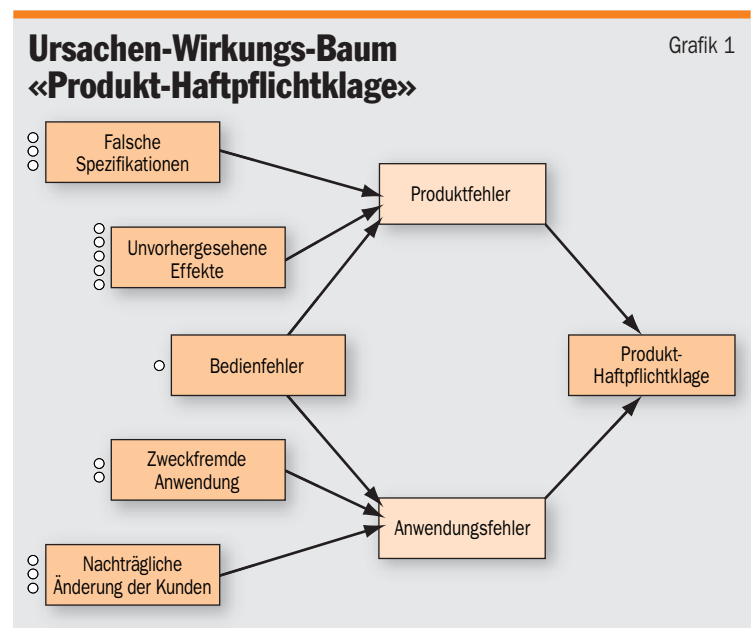 Ursachen-Wirkungs-Baum
«Produkt-Haftpflichtklage»
Grafik 1
Falsche
Spezifikationen
Produktfehler
Unvorhergesehene
Effekte
Bedienfehler
Produkt-
Haftpflichtklage
Zweckfremde
Anwendung
Anwendungsfehler
Nachträgliche
Änderung der Kunden